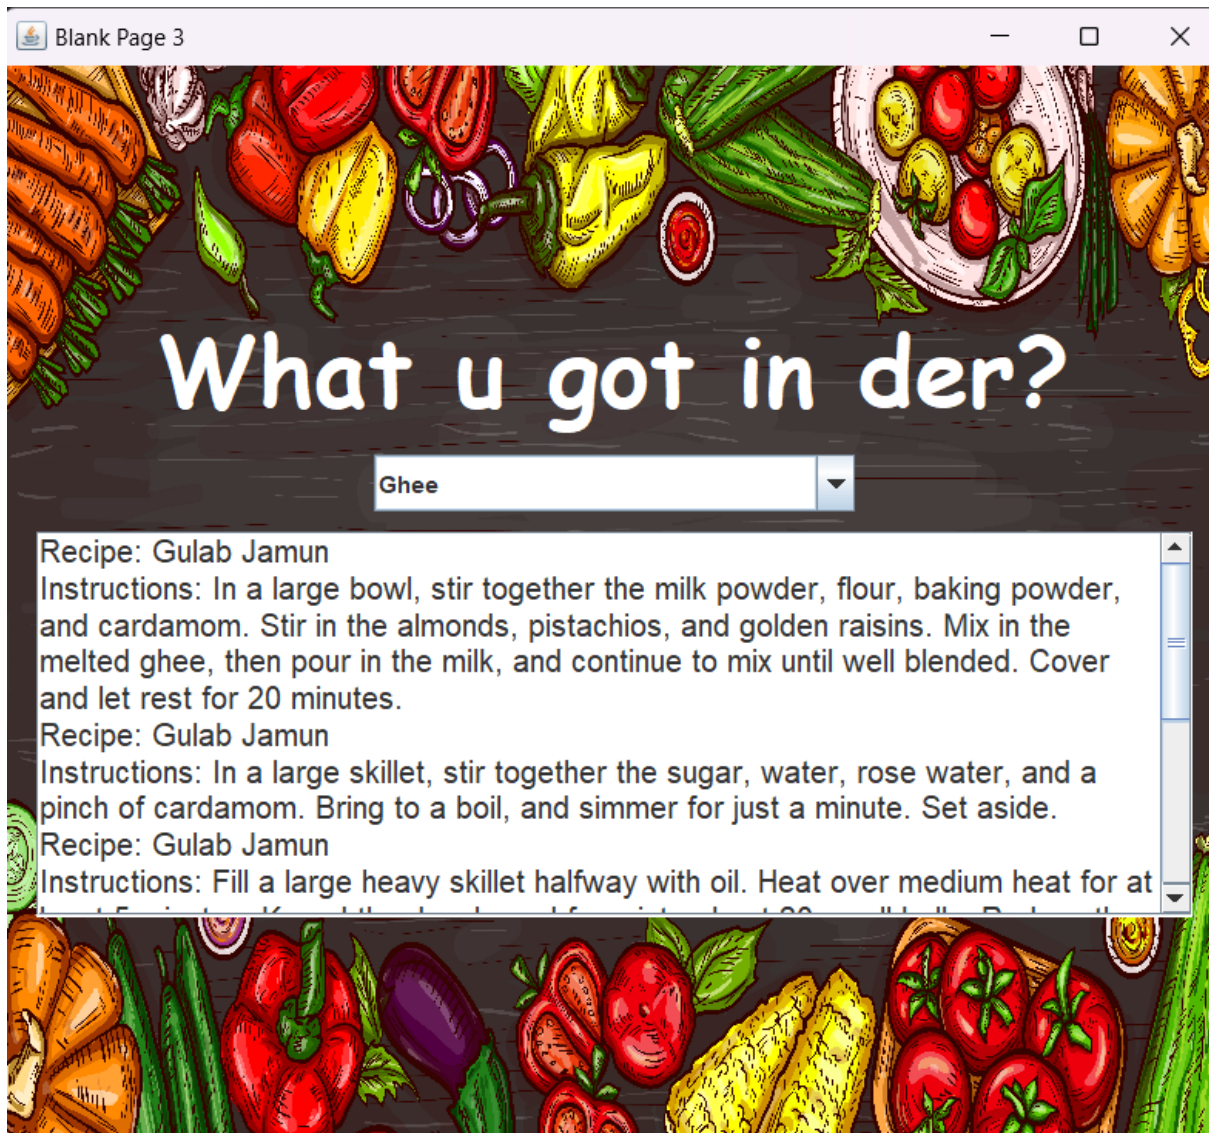 Blank Page 3
What u got in der?
Ghee
Recipe: Gulab Jamun
Instructions: In a large bowl, stir together the milk powder, flour, baking powder,
and cardamom. Stir in the almonds, pistachios, and golden raisins. Mix in the
melted ghee, then pour in the milk, and continue to mix until well blended. Cover
and let rest for 20 minutes.
Recipe: Gulab Jamun
Instructions: In a large skillet, stir together the sugar, water, rose water, and a
pinch of cardamom. Bring to a boil, and simmer for just a minute. Set aside.
Recipe: Gulab Jamun
Instructions: Fill a large heavy skillet halfway with oil. Heat over medium heat for at